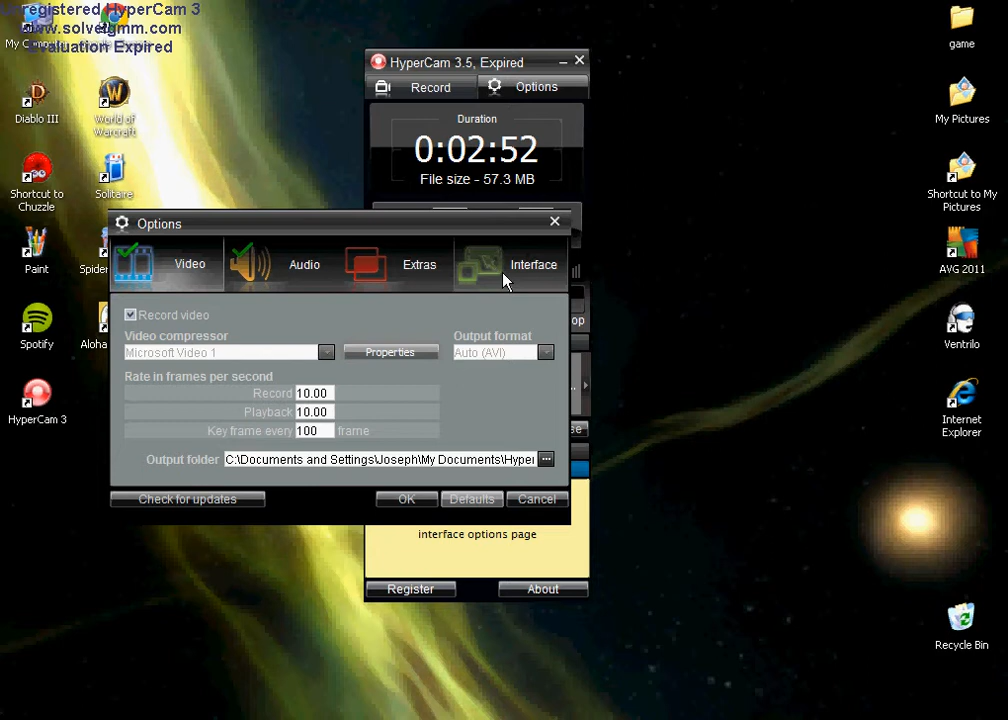 Unregistered HyperCam 3
www.solveigmm.com
Evaluation Expired
Diablo III
World of
Warcraft
Shortcut to
Chuzzle
Solitaire
Paint
Spider
Spotify
Aloha
HyperCam 3
HyperCam 3.5, Expired
Record
Options
Duration
0:02:52
File size - 57.3 MB
Options
Video
Audio
Extras
Interface
Record video
Video compressor
Output format
Microsoft Video 1
Properties
Auto (AVI)
Rate in frames per second
Record 10.00
Playback 10.00
Key frame every 100 frame
Output folder C:\Documents and Settings\Joseph\My Documents\Hyper
Check for updates
OK
Defaults
Cancel
interface options page
Register
About
game
My Pictures
Shortcut to My
Pictures
AVG 2011
Ventrilo
Internet
Explorer
Recycle Bin